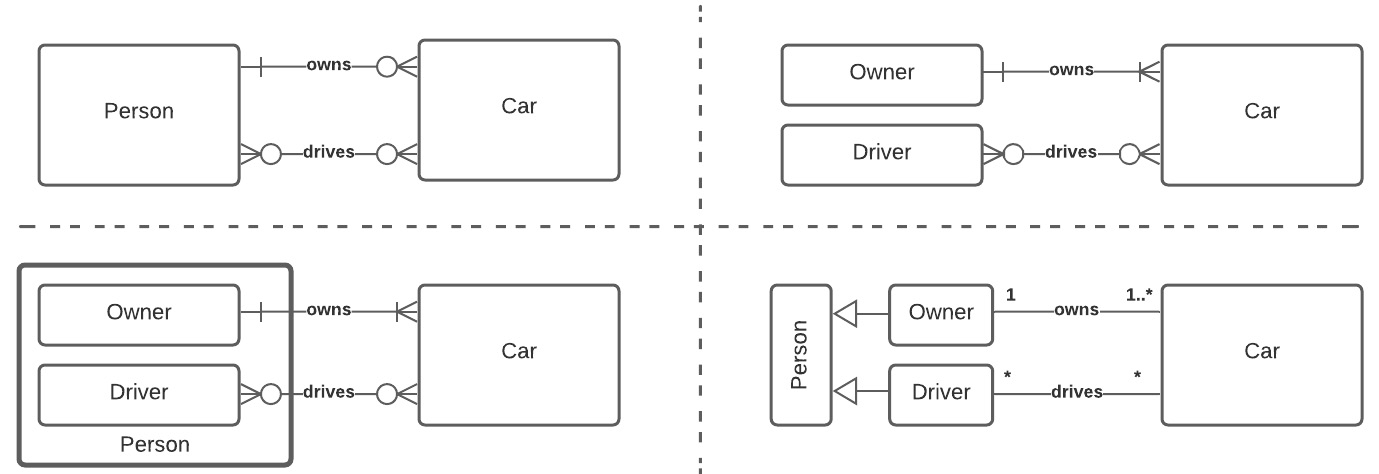 Person
owns
drives
Car
Owner
Driver
owns
drives
Car
Owner
Driver
Person
owns
drives
Car
Person
Owner
Driver
1
owns
1..*
*
drives
*
Car